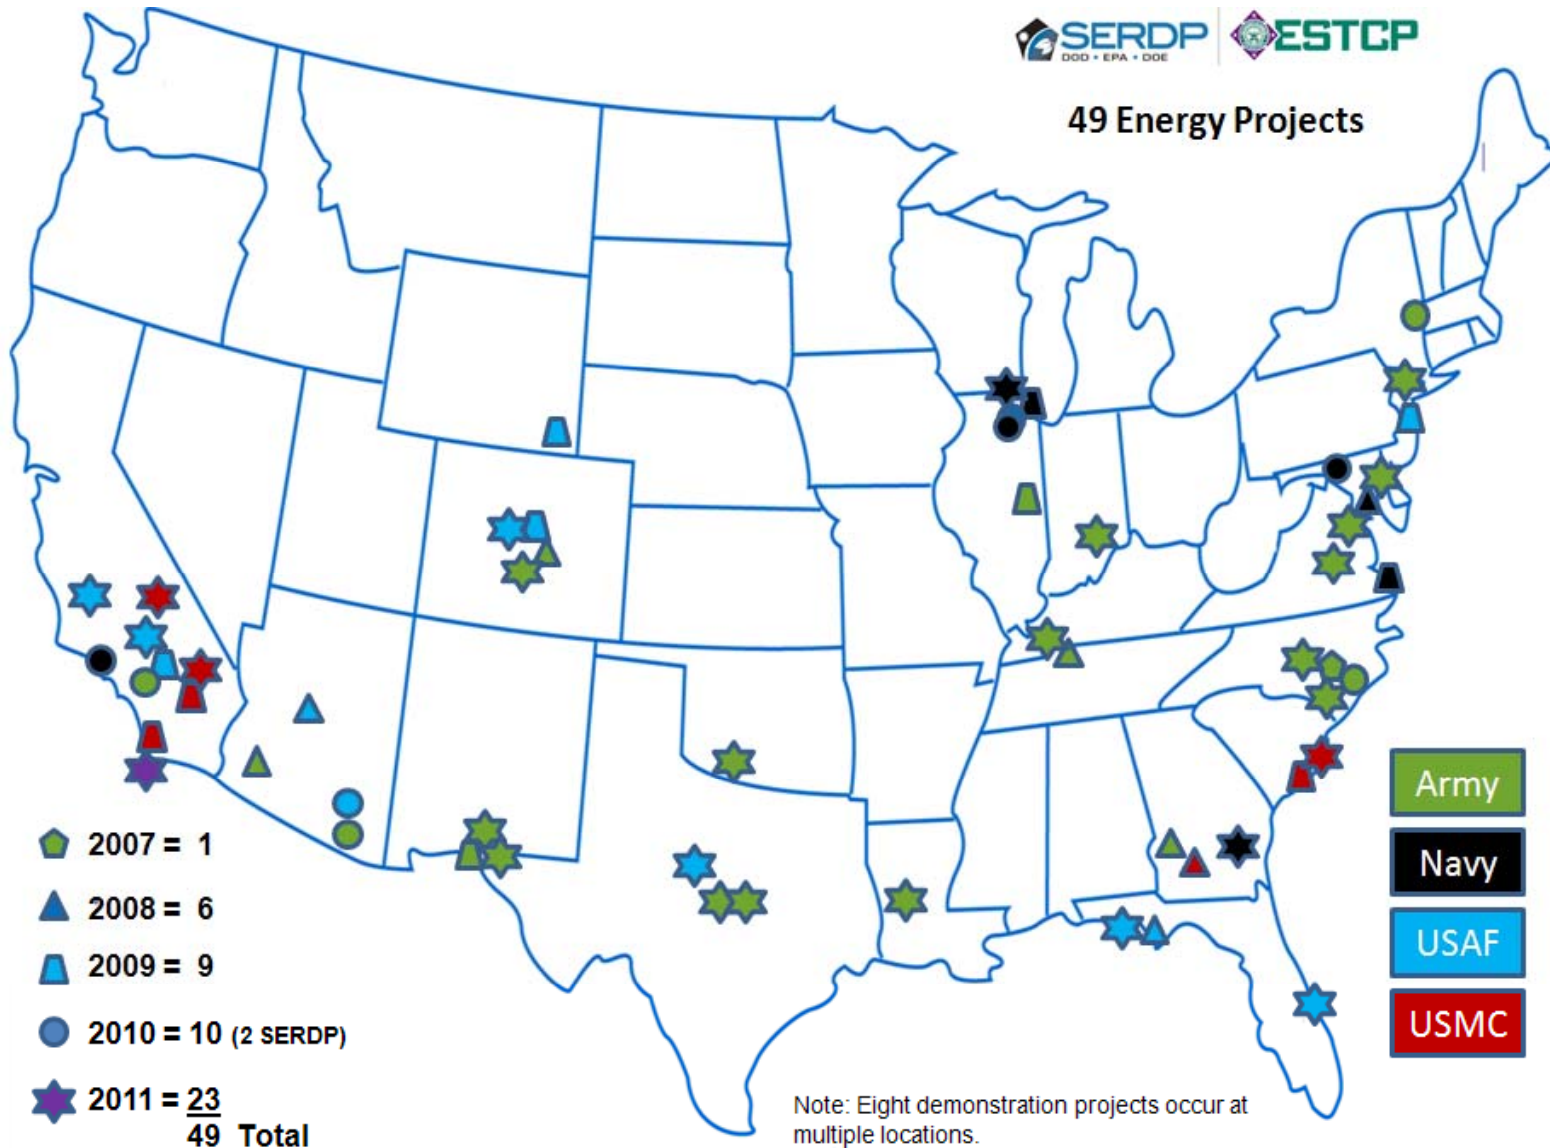 SERDP
DOD • EPA • DOE
ESTCP
49 Energy Projects
Army
Navy
USAF
USMC
2007 = 1
2008 = 6
2009 = 9
2010 = 10 (2 SERDP)
2011 = 23
49 Total
Note: Eight demonstration projects occur at
multiple locations.